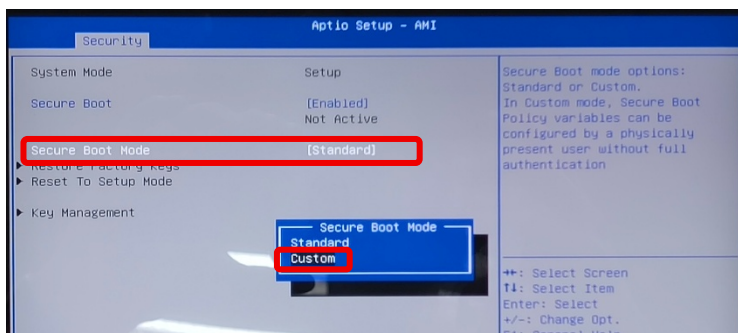 Aptio Setup - AMI
Security
System Mode Setup
Secure Boot [Enabled]
Not Active
Secure Boot Mode [Standard]
Restore Factory Keys
Reset To Setup Mode
Key Management
Secure Boot Mode
Standard
Custom
Secure Boot mode options:
Standard or Custom.
In Custom mode, Secure Boot
Policy variables can be
configured by a physically
present user without full
authentication
→←: Select Screen
↑↓: Select Item
Enter: Select
+/-: Change Opt.